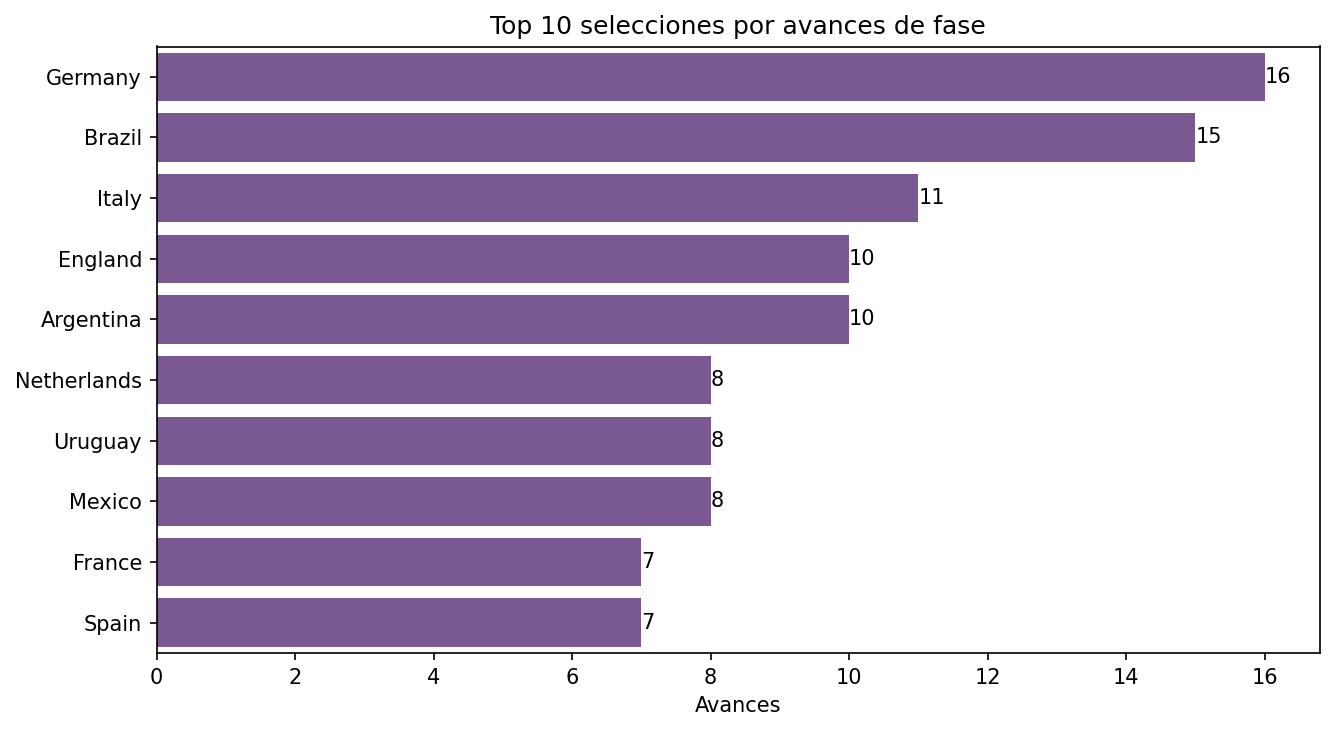 Top 10 selecciones por avances de fase
Germany 16
Brazil 15
Italy 11
England 10
Argentina 10
Netherlands 8
Uruguay 8
Mexico 8
France 7
Spain 7
0 2 4 6 8 10 12 14 16
Avances